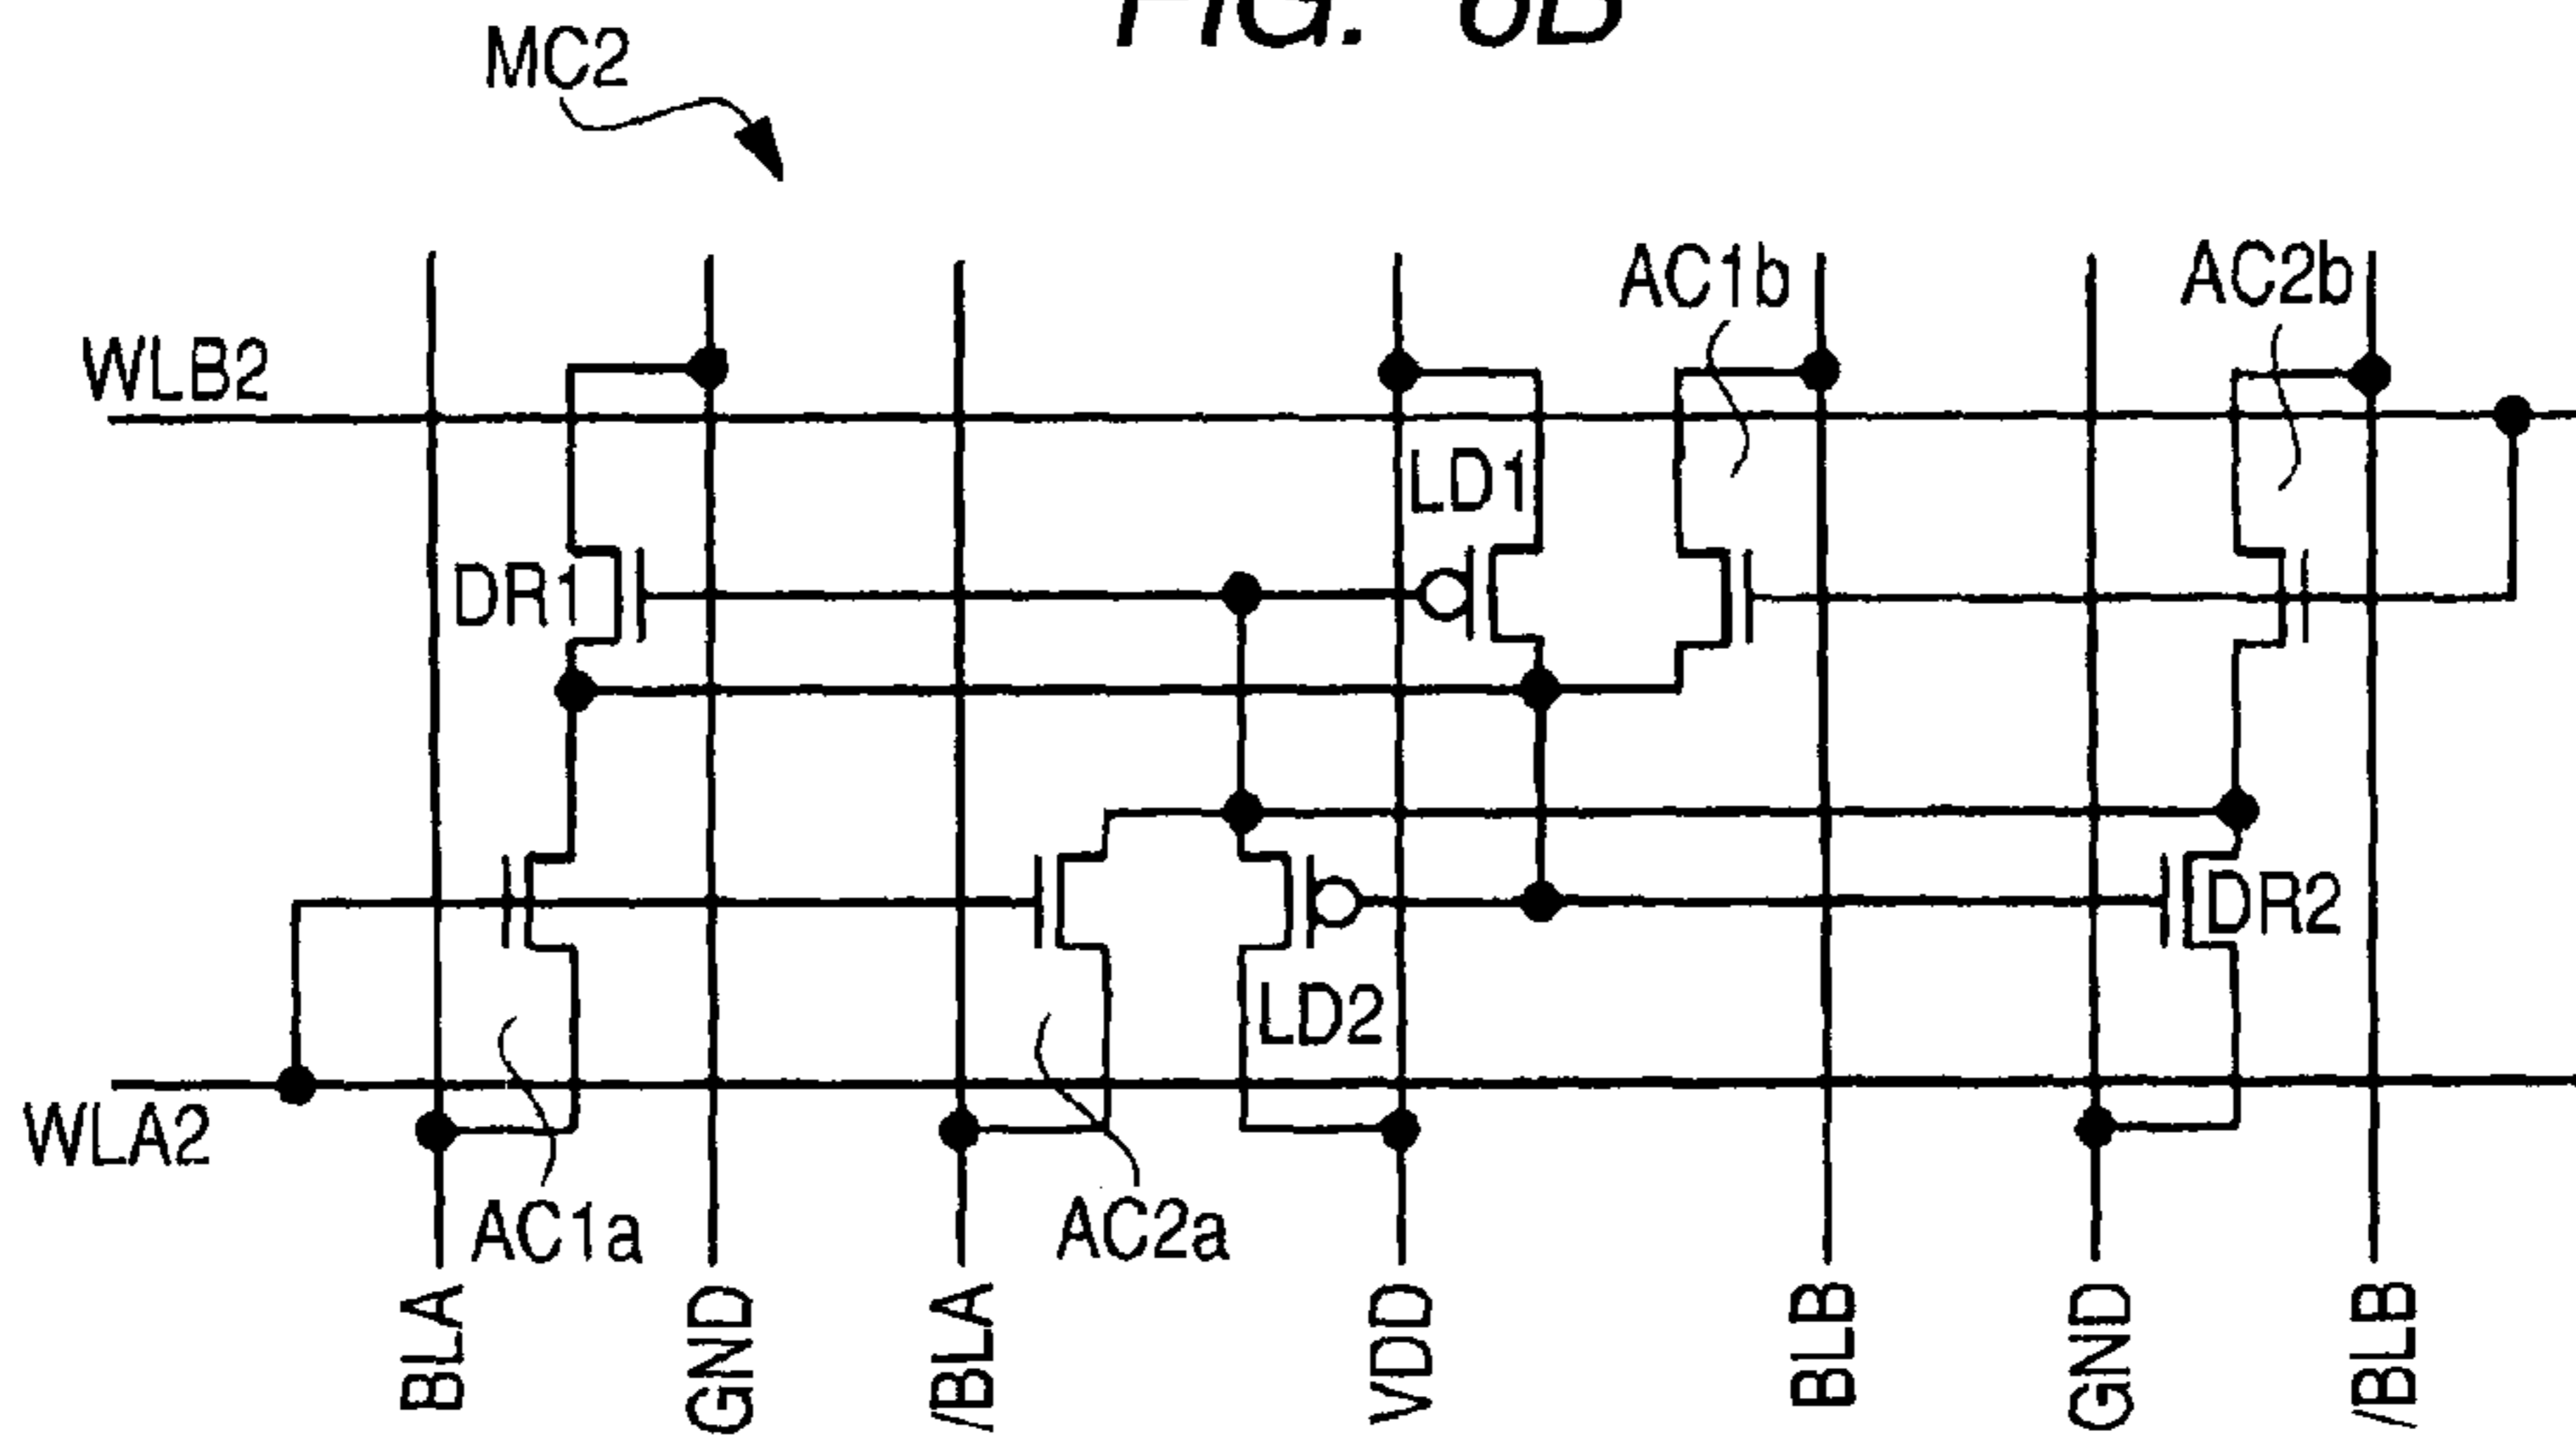 MC2
AC1b
AC2b
WLB2
LD1
DR1
DR2
LD2
WLA2
AC1a
AC2a
BLA
GND
/BLA
VDD
BLB
GND
/BLB